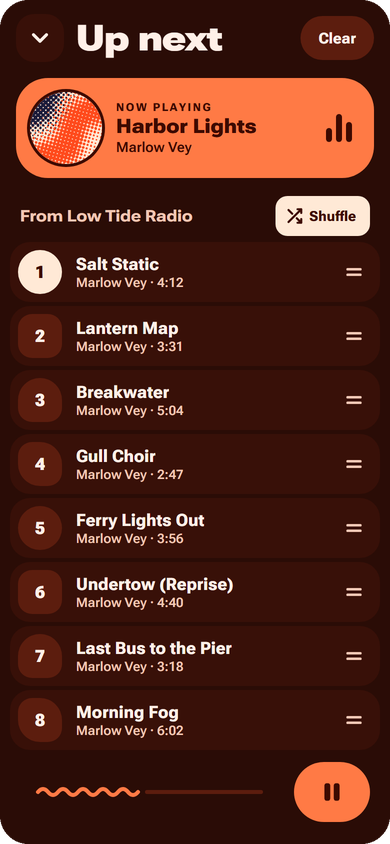 Up next
Clear
NOW PLAYING
Harbor Lights
Marlow Vey
From Low Tide Radio
Shuffle
1
Salt Static
Marlow Vey · 4:12
2
Lantern Map
Marlow Vey · 3:31
3
Breakwater
Marlow Vey · 5:04
4
Gull Choir
Marlow Vey · 2:47
5
Ferry Lights Out
Marlow Vey · 3:56
6
Undertow (Reprise)
Marlow Vey · 4:40
7
Last Bus to the Pier
Marlow Vey · 3:18
8
Morning Fog
Marlow Vey · 6:02